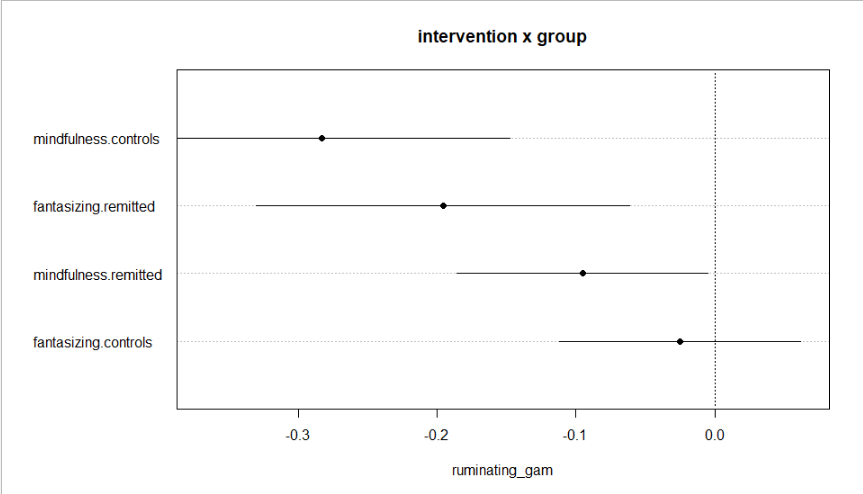 intervention x group
mindfulness.controls
fantasizing.remitted
mindfulness.remitted
fantasizing.controls
-0.3 -0.2 -0.1 0.0
ruminating_gam